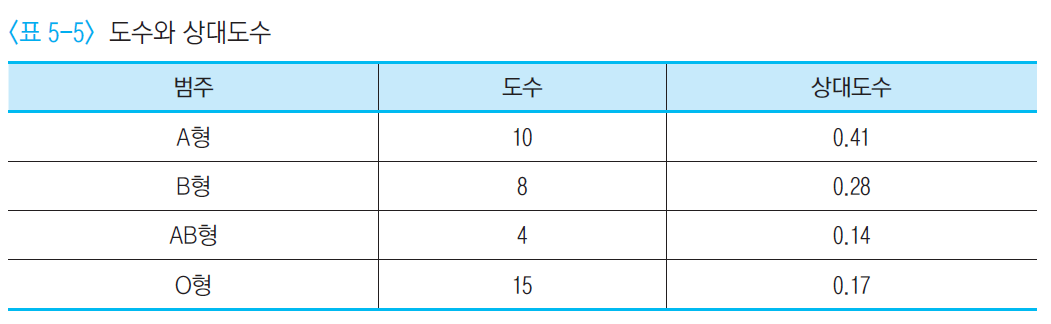 〈표 5-5〉 도수와 상대도수
범주 도수 상대도수
A형 10 0.41
B형 8 0.28
AB형 4 0.14
O형 15 0.17